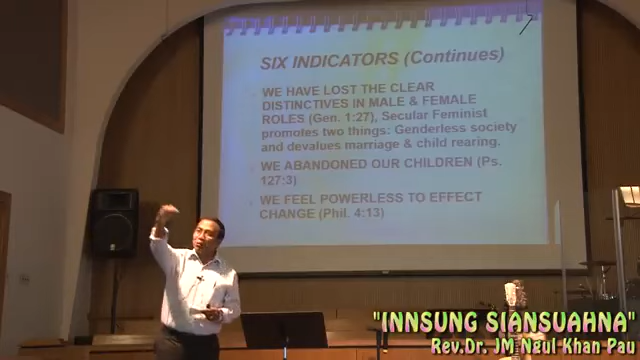 SIX INDICATORS (Continues)
WE HAVE LOST THE CLEAR
DISTINCTIVES IN MALE & FEMALE
ROLES (Gen. 1:27), Secular Feminist
promotes two things: Genderless society
and devalues marriage & child rearing.
WE ABANDONED OUR CHILDREN (Ps.
127:3)
WE FEEL POWERLESS TO EFFECT
CHANGE (Phil. 4:13)
"INNSUNG SIANSUAHNA"
Rev.Dr. JM Ngul Khan Pau